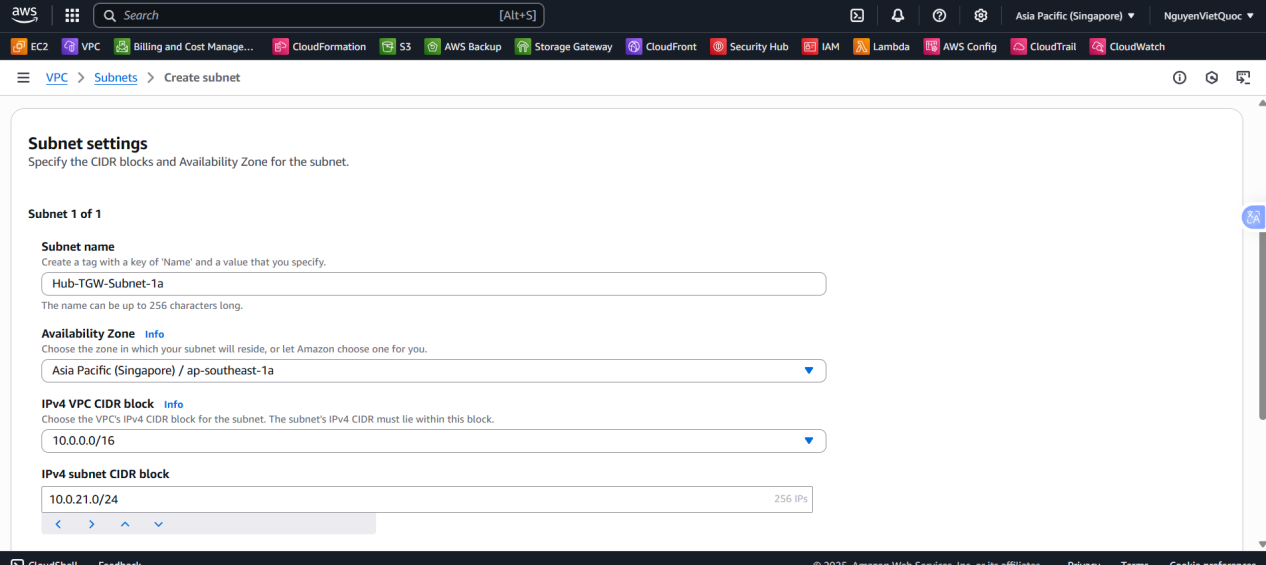 aws Search [Alt+S] Asia Pacific (Singapore) NguyenVietQuoc
EC2 VPC Billing and Cost Manage... CloudFormation S3 AWS Backup Storage Gateway CloudFront Security Hub IAM Lambda AWS Config CloudTrail CloudWatch
VPC Subnets Create subnet
Subnet settings
Specify the CIDR blocks and Availability Zone for the subnet.
Subnet 1 of 1
Subnet name
Create a tag with a key of 'Name' and a value that you specify.
Hub-TGW-Subnet-1a
The name can be up to 256 characters long.
Availability Zone Info
Choose the zone in which your subnet will reside, or let Amazon choose one for you.
Asia Pacific (Singapore) / ap-southeast-1a
IPv4 VPC CIDR block Info
Choose the VPC's IPv4 CIDR block for the subnet. The subnet's IPv4 CIDR must lie within this block.
10.0.0.0/16
IPv4 subnet CIDR block
10.0.21.0/24 256 IPs
CloudShell Feedback © 2025, Amazon Web Services, Inc. or its affiliates. Privacy Terms Cookie preferences